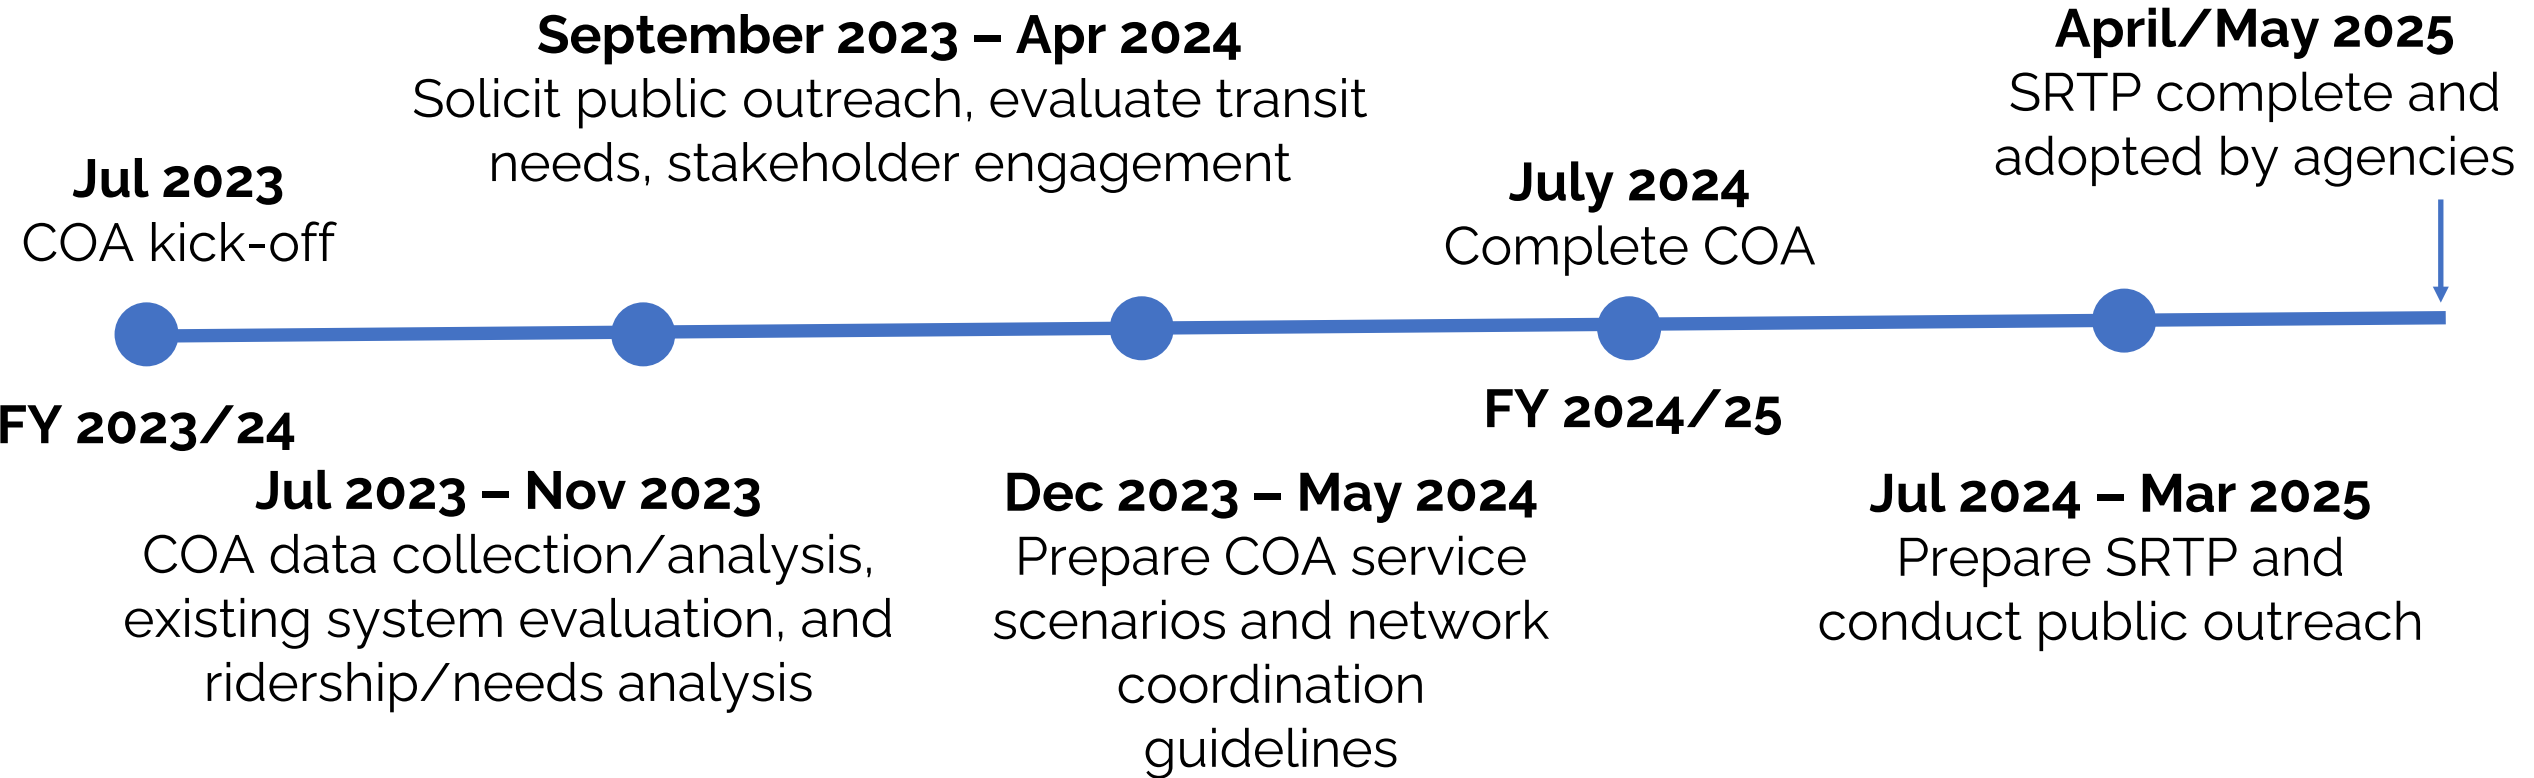 September 2023 – Apr 2024
Solicit public outreach, evaluate transit
needs, stakeholder engagement
April/May 2025
SRTP complete and
adopted by agencies
Jul 2023
COA kick-off
July 2024
Complete COA
FY 2023/24
FY 2024/25
Jul 2023 – Nov 2023
COA data collection/analysis,
existing system evaluation, and
ridership/needs analysis
Dec 2023 – May 2024
Prepare COA service
scenarios and network
coordination
guidelines
Jul 2024 – Mar 2025
Prepare SRTP and
conduct public outreach